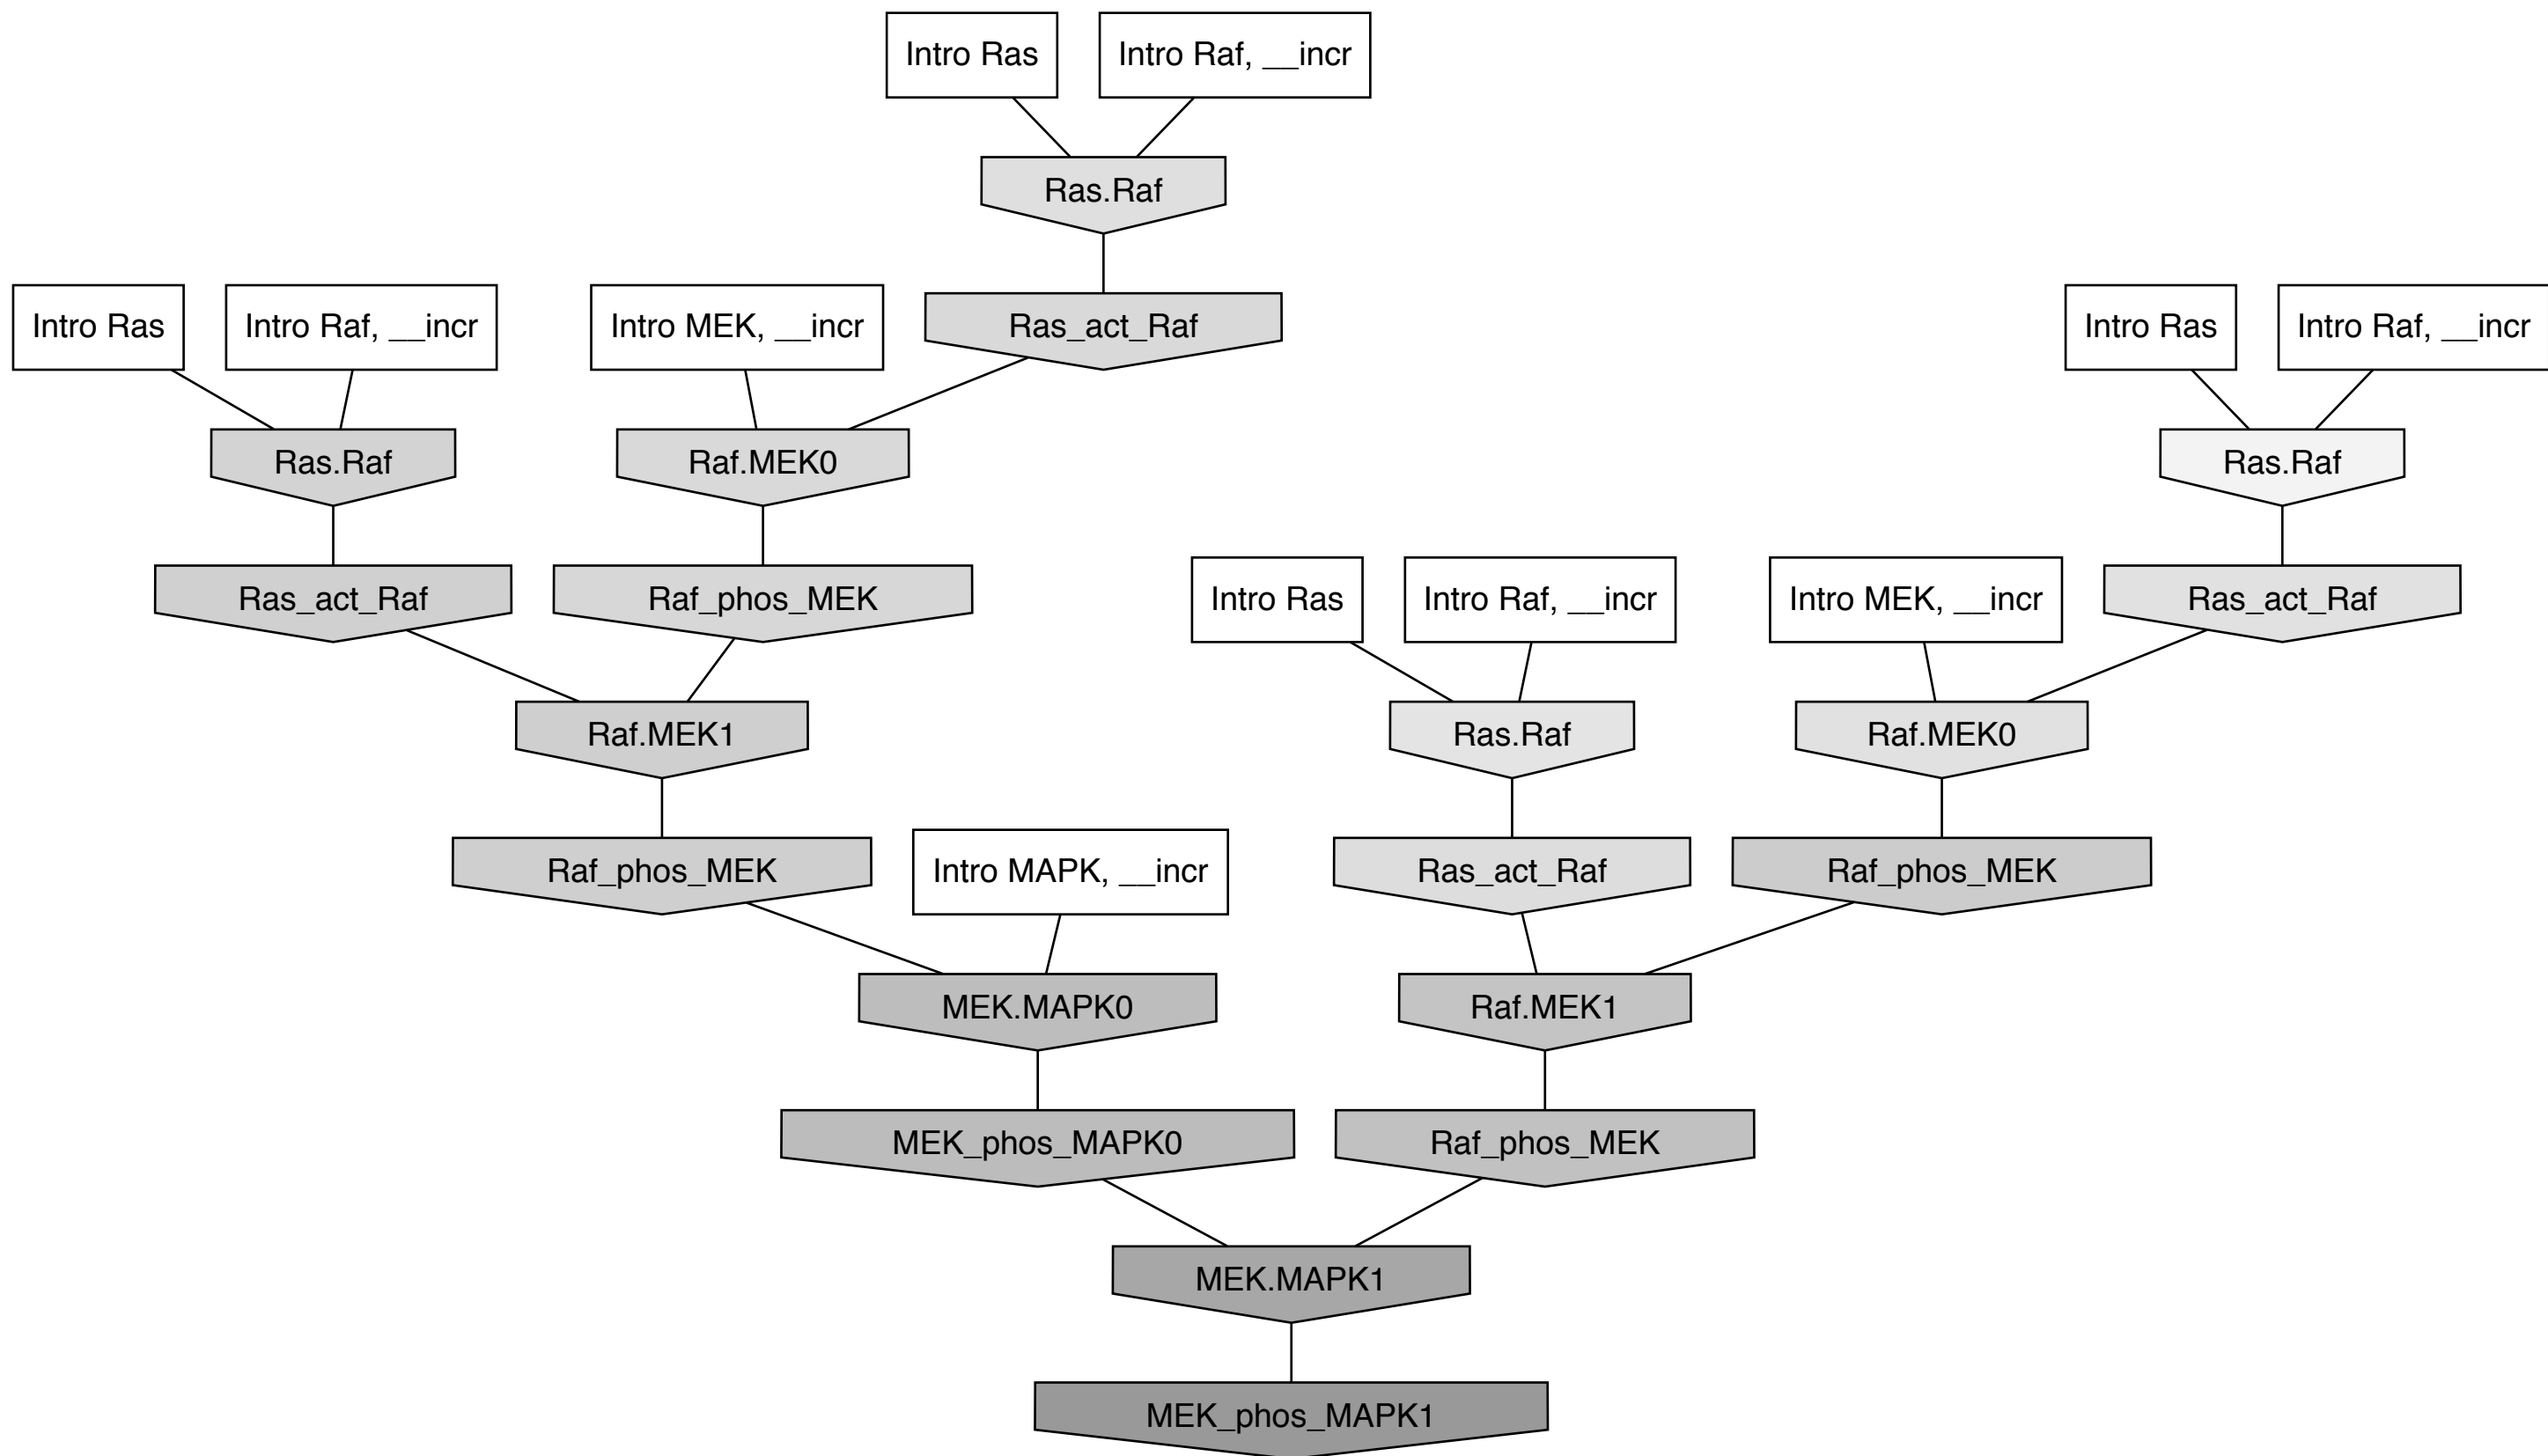 Intro Ras
Intro Raf, __incr
Ras.Raf
Intro Ras
Intro Raf, __incr
Intro MEK, __incr
Ras_act_Raf
Intro Ras
Intro Raf, __incr
Ras.Raf
Raf.MEK0
Ras.Raf
Ras_act_Raf
Raf_phos_MEK
Intro Ras
Intro Raf, __incr
Intro MEK, __incr
Ras_act_Raf
Raf.MEK1
Ras.Raf
Raf.MEK0
Raf_phos_MEK
Intro MAPK, __incr
Ras_act_Raf
Raf_phos_MEK
MEK.MAPK0
Raf.MEK1
MEK_phos_MAPK0
Raf_phos_MEK
MEK.MAPK1
MEK_phos_MAPK1